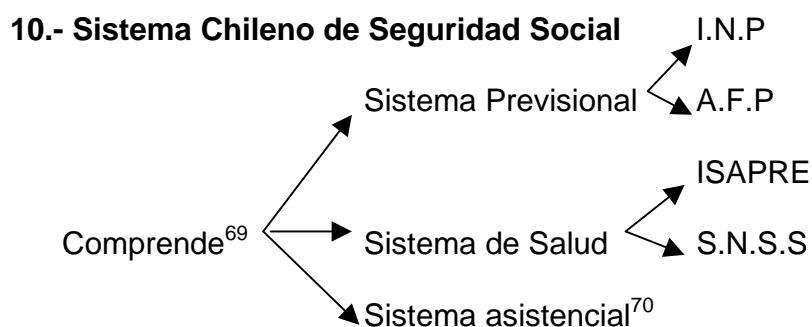 10.- Sistema Chileno de Seguridad Social I.N.P
Sistema Previsional A.F.P
ISAPRE
Comprende69 Sistema de Salud S.N.S.S
Sistema asistencial70